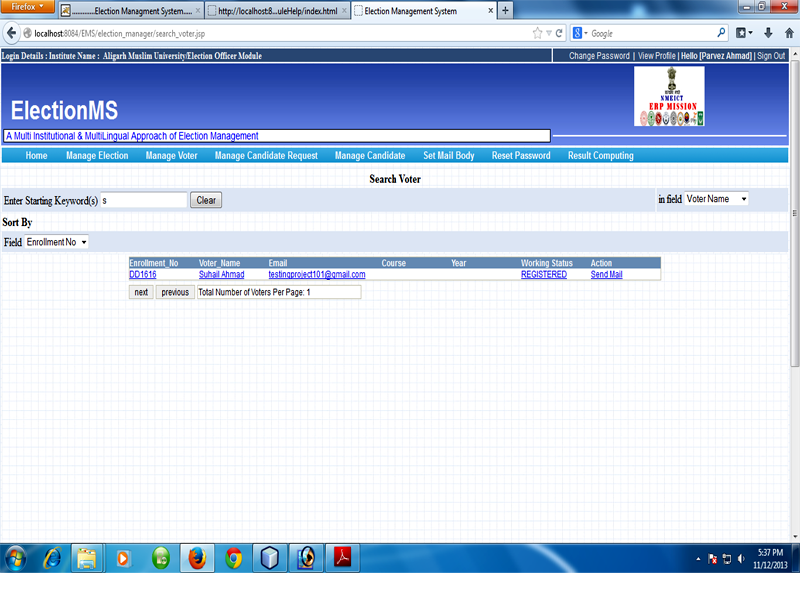 Firefox
............Election Managment System.....
http://localhost:8...uleHelp/index.html
Election Management System
localhost:8084/EMS/election_manager/search_voter.jsp
Google
Login Details : Institute Name : Aligarh Muslim University/Election Officer Module
Change Password | View Profile | Hello [Parvez Ahmad] | Sign Out
ElectionMS
NMEICT
ERP MISSION
A Multi Institutional & MultiLingual Approach of Election Management
Home Manage Election Manage Voter Manage Candidate Request Manage Candidate Set Mail Body Reset Password Result Computing
Search Voter
Enter Starting Keyword(s) s Clear in field Voter Name
Sort By
Field Enrollment No
Enrollment_No Voter_Name Email Course Year Working Status Action
DD1616 Suhail Ahmad testingproject101@gmail.com REGISTERED Send Mail
next previous Total Number of Voters Per Page: 1
5:37 PM
11/12/2013